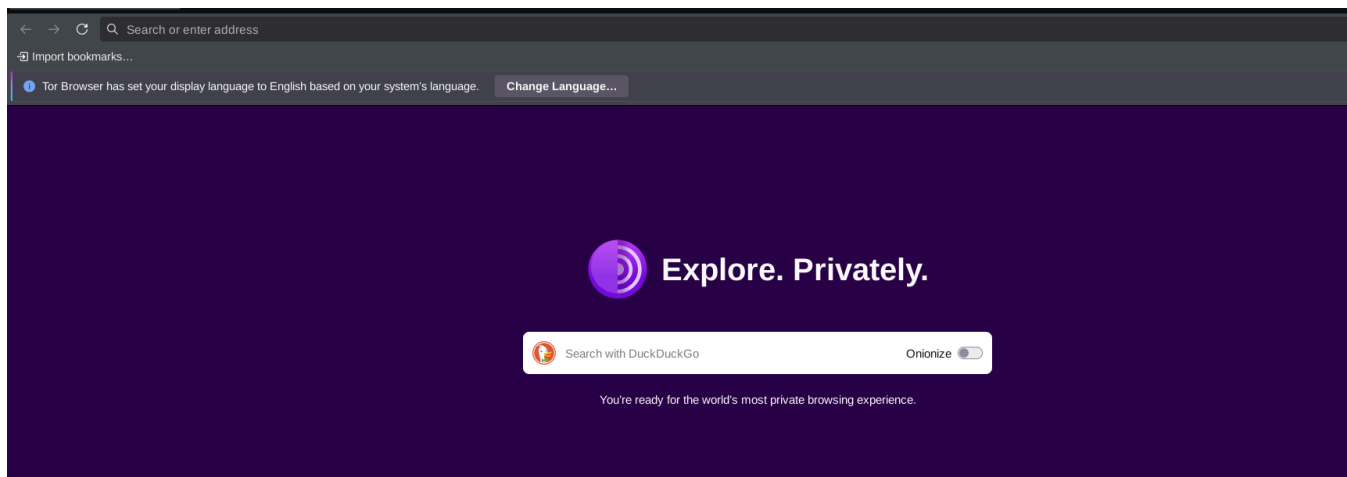 Search or enter address
Import bookmarks…
Tor Browser has set your display language to English based on your system's language. Change Language…
Explore. Privately.
Search with DuckDuckGo Onionize
You're ready for the world's most private browsing experience.